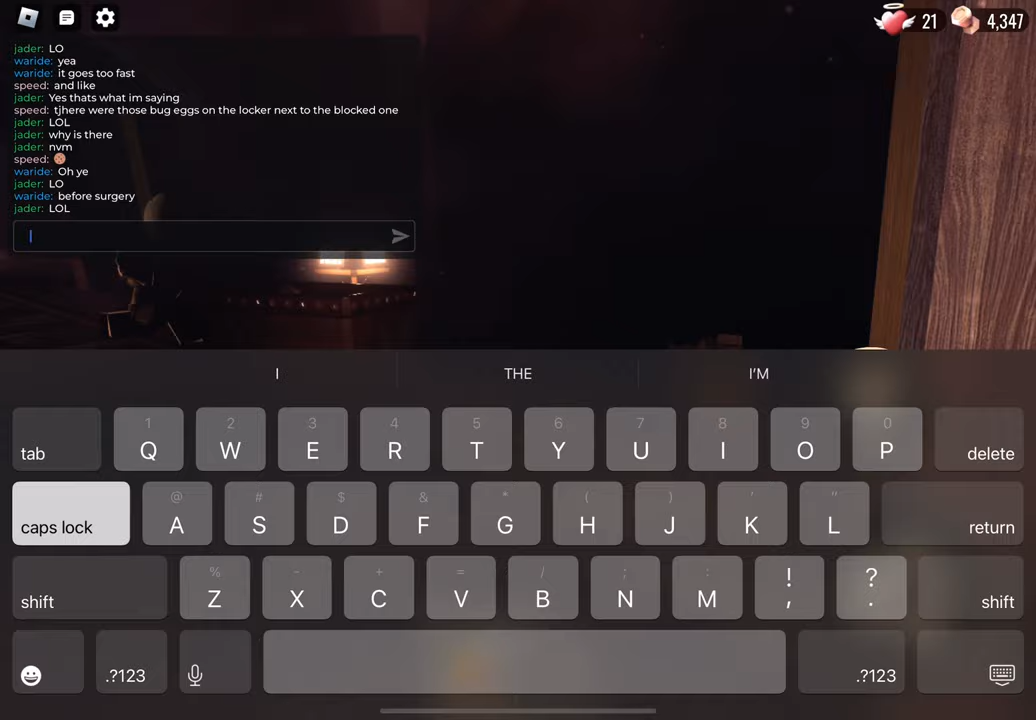 21 4,347
jader: LO
waride: yea
waride: it goes too fast
speed: and like
jader: Yes thats what im saying
speed: tjhere were those bug eggs on the locker next to the blocked one
jader: LOL
jader: why is there
jader: nvm
speed:
waride: Oh ye
jader: LO
waride: before surgery
jader: LOL
I THE I'M
1 2 3 4 5 6 7 8 9 0
tab Q W E R T Y U I O P delete
@ # $ & * ( ) ' "
caps lock A S D F G H J K L return
% - + = / ; : ! ?
shift Z X C V B N M , . shift
.?123 .?123